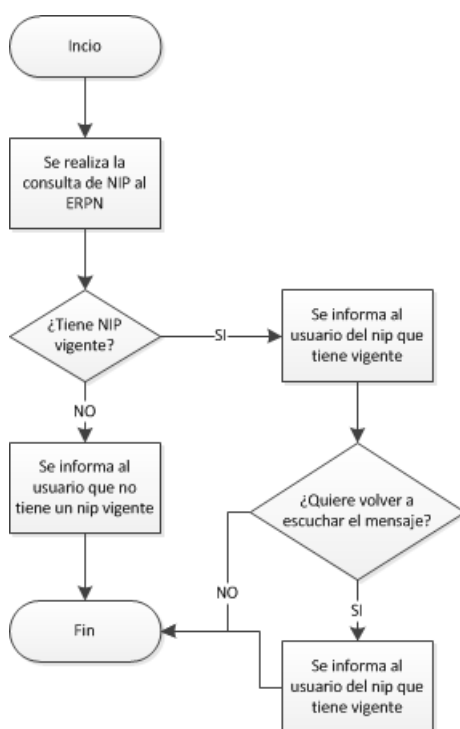 Incio
Se realiza la
consulta de NIP al
ERPN
¿Tiene NIP
vigente?
SI
Se informa al
usuario del nip que
tiene vigente
NO
Se informa al
usuario que no
tiene un nip vigente
¿Quiere volver a
escuchar el mensaje?
NO
SI
Fin
Se informa al
usuario del nip que
tiene vigente